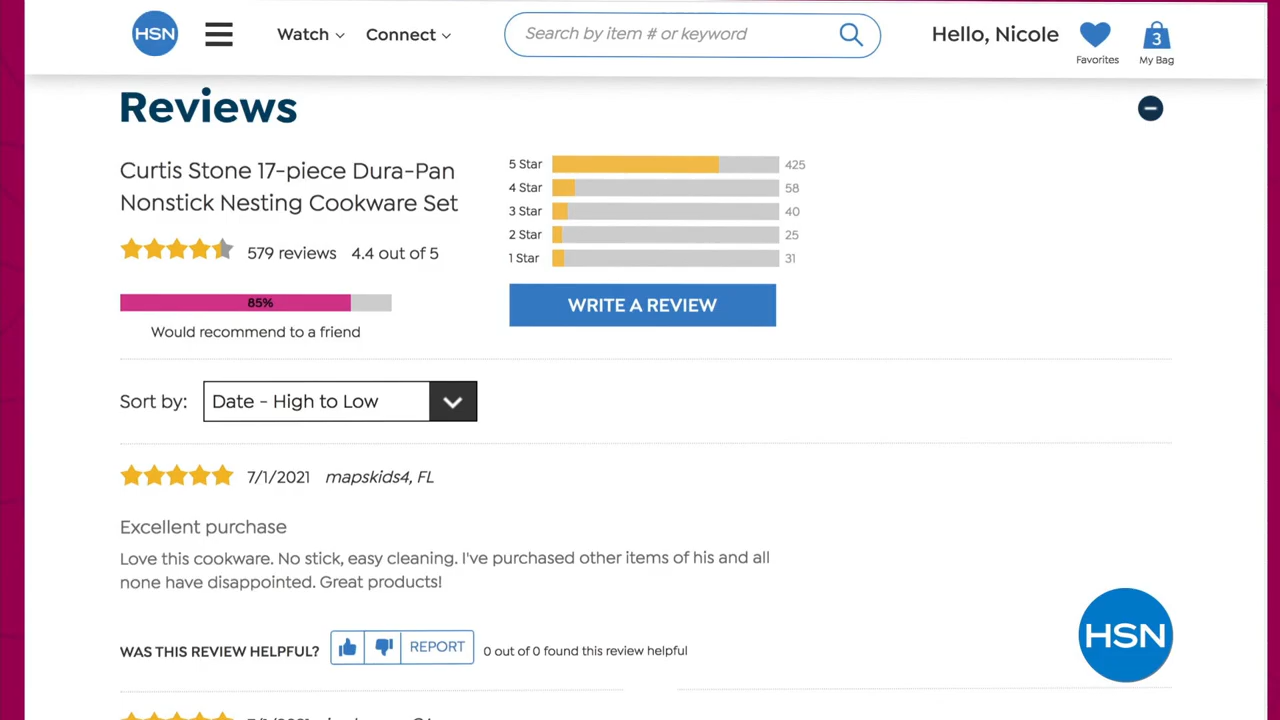 HSN
Watch
Connect
Search by item # or keyword
Hello, Nicole
Favorites
3
My Bag
Reviews
Curtis Stone 17-piece Dura-Pan
Nonstick Nesting Cookware Set
579 reviews 4.4 out of 5
85%
Would recommend to a friend
5 Star 425
4 Star 58
3 Star 40
2 Star 25
1 Star 31
WRITE A REVIEW
Sort by: Date - High to Low
7/1/2021 mapskids4, FL
Excellent purchase
Love this cookware. No stick, easy cleaning. I've purchased other items of his and all
none have disappointed. Great products!
WAS THIS REVIEW HELPFUL? REPORT 0 out of 0 found this review helpful
HSN